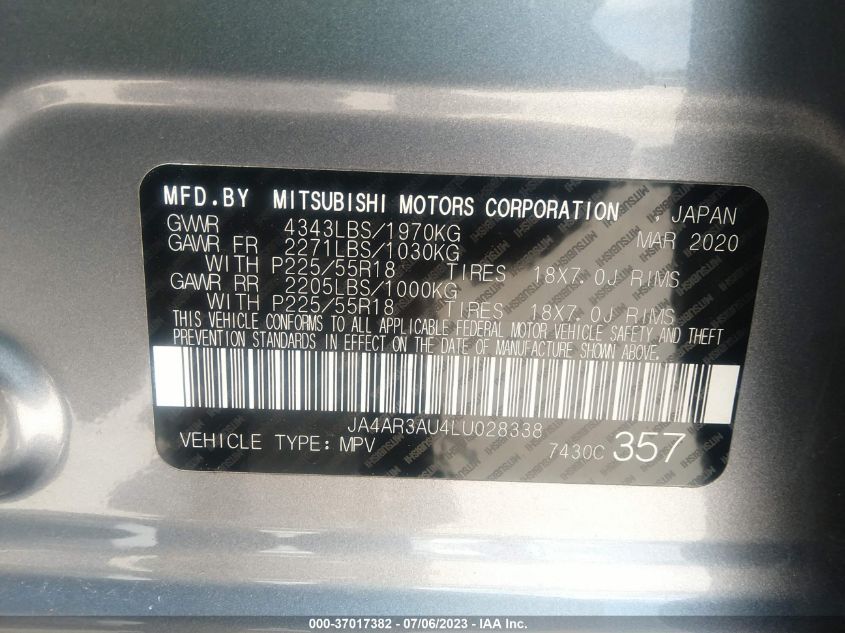 MFD.BY MITSUBISHI MOTORS CORPORATION JAPAN
GVWR 4343LBS/1970KG MAR 2020
GAWR FR 2271LBS/1030KG
WITH P225/55R18 TIRES 18X7.0J RIMS
GAWR RR 2205LBS/1000KG
WITH P225/55R18 TIRES 18X7.0J RIMS
THIS VEHICLE CONFORMS TO ALL APPLICABLE FEDERAL MOTOR VEHICLE SAFETY AND THEFT
PREVENTION STANDARDS IN EFFECT ON THE DATE OF MANUFACTURE SHOWN ABOVE.
JA4AR3AU4LU028338
VEHICLE TYPE: MPV 7430C 357
000-37017382 - 07/06/2023 - © IAA Inc.